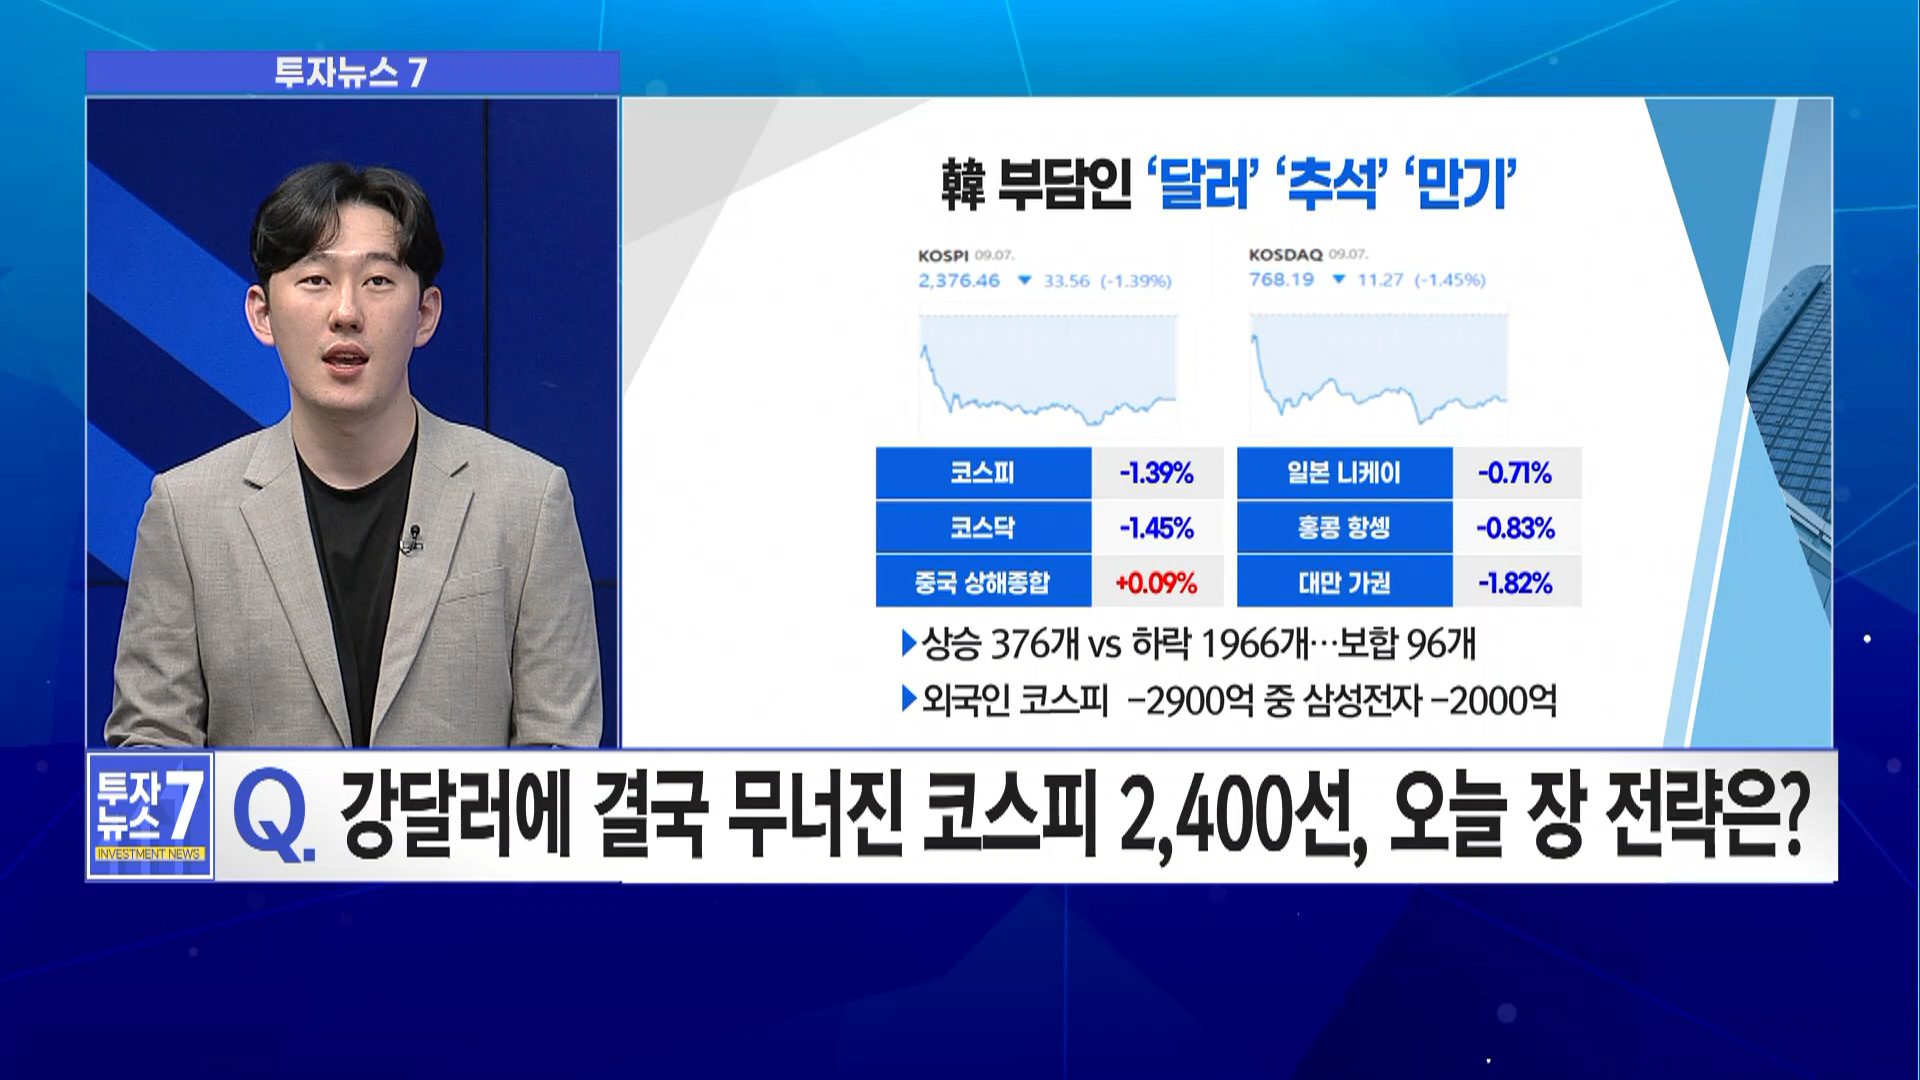 투자뉴스 7
韓 부담인 ‘달러’ ‘추석’ ‘만기’
KOSPI 09.07.
2,376.46 ▼ 33.56 (-1.39%)
KOSDAQ 09.07.
768.19 ▼ 11.27 (-1.45%)
코스피 -1.39% 일본 니케이 -0.71%
코스닥 -1.45% 홍콩 항셍 -0.83%
중국 상해종합 +0.09% 대만 가권 -1.82%
▶상승 376개 vs 하락 1966개…보합 96개
▶외국인 코스피 -2900억 중 삼성전자 -2000억
투자
뉴스 7
INVESTMENT NEWS
Q. 강달러에 결국 무너진 코스피 2,400선, 오늘 장 전략은?